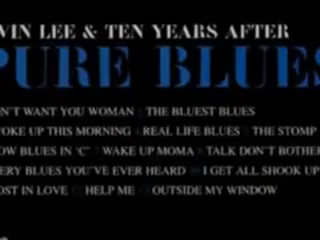 VIN LEE & TEN YEARS AFTER
PURE BLUES
N'T WANT YOU WOMAN THE BLUEST BLUES
OKE UP THIS MORNING REAL LIFE BLUES THE STOMP
OW BLUES IN "C" WAKE UP MOMA TALK DON'T BOTHER
ERY BLUES YOU'VE EVER HEARD I GET ALL SHOOK UP
OST IN LOVE HELP ME OUTSIDE MY WINDOW